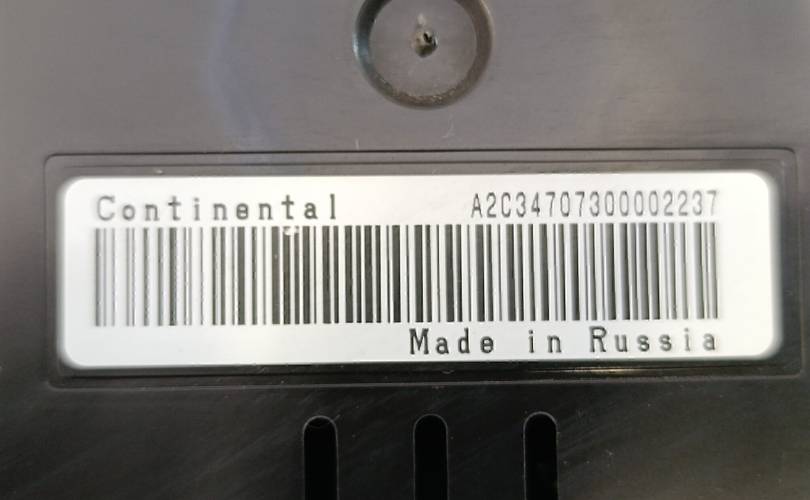 Continental A2C34707300002237
Made in Russia